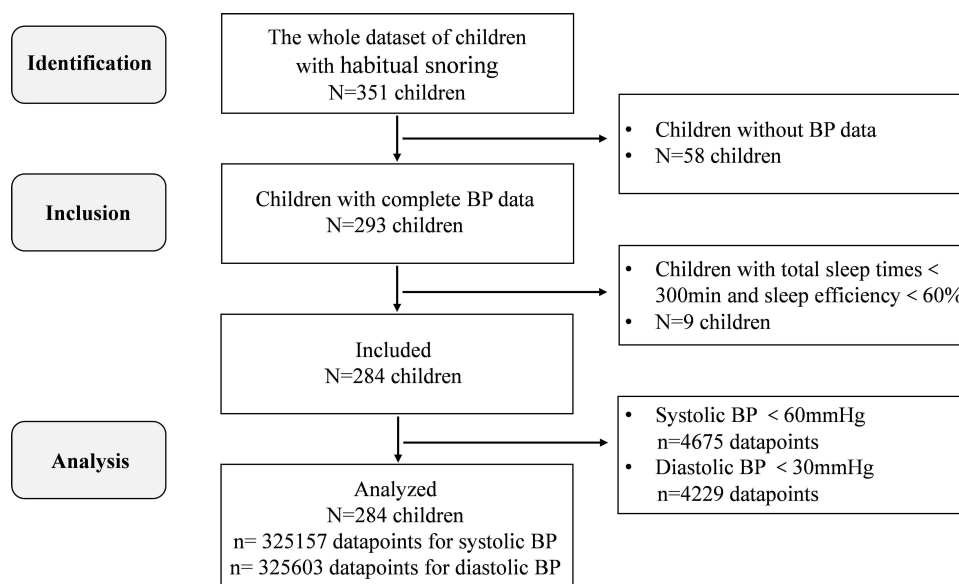 Identification
The whole dataset of children
with habitual snoring
N=351 children
• Children without BP data
• N=58 children
Inclusion
Children with complete BP data
N=293 children
• Children with total sleep times <
300min and sleep efficiency < 60%
• N=9 children
Included
N=284 children
• Systolic BP < 60mmHg
n=4675 datapoints
• Diastolic BP < 30mmHg
n=4229 datapoints
Analysis
Analyzed
N=284 children
n= 325157 datapoints for systolic BP
n= 325603 datapoints for diastolic BP